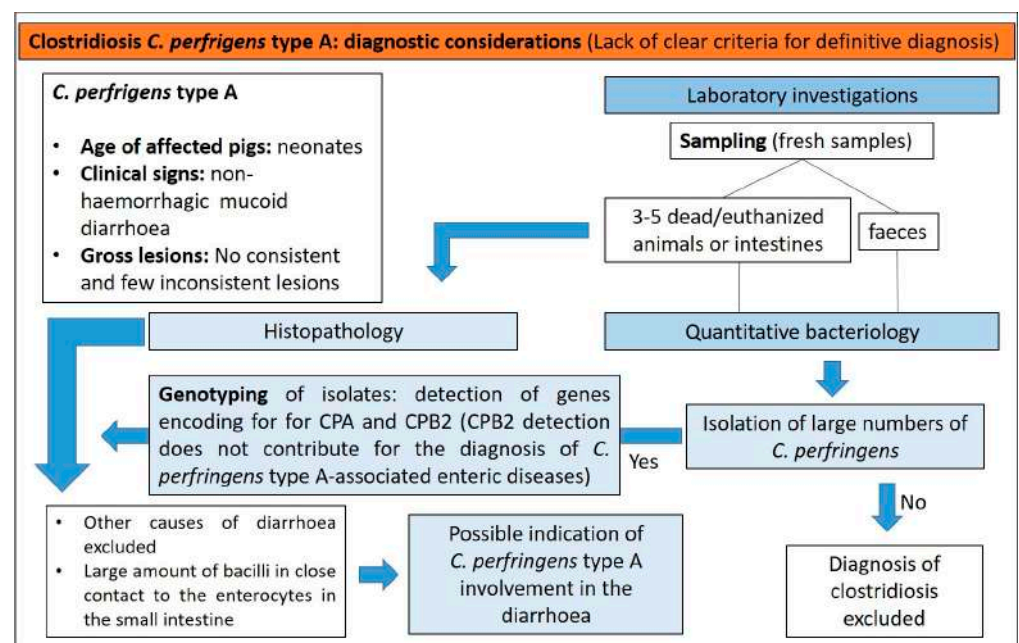 Clostridiosis C. perfrigens type A: diagnostic considerations (Lack of clear criteria for definitive diagnosis)
C. perfrigens type A
• Age of affected pigs: neonates
• Clinical signs: non-
haemorrhagic mucoid
diarrhoea
• Gross lesions: No consistent
and few inconsistent lesions
Laboratory investigations
Sampling (fresh samples)
3-5 dead/euthanized
animals or intestines
faeces
Histopathology
Quantitative bacteriology
Genotyping of isolates: detection of genes
encoding for for CPA and CPB2 (CPB2 detection
does not contribute for the diagnosis of C.
perfringens type A-associated enteric diseases)
Yes
Isolation of large numbers of
C. perfringens
No
• Other causes of diarrhoea
excluded
• Large amount of bacilli in close
contact to the enterocytes in
the small intestine
Possible indication of
C. perfringens type A
involvement in the
diarrhoea
Diagnosis of
clostridiosis
excluded